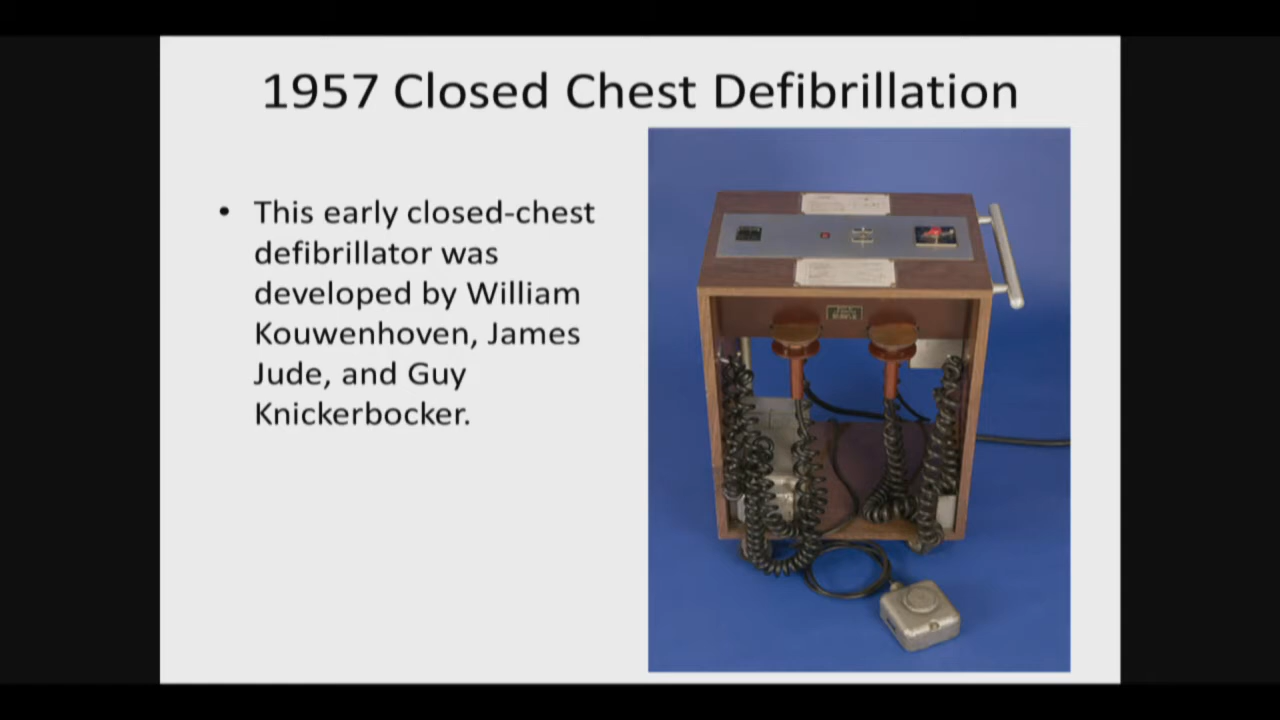 1957 Closed Chest Defibrillation
• This early closed-chest
defibrillator was
developed by William
Kouwenhoven, James
Jude, and Guy
Knickerbocker.